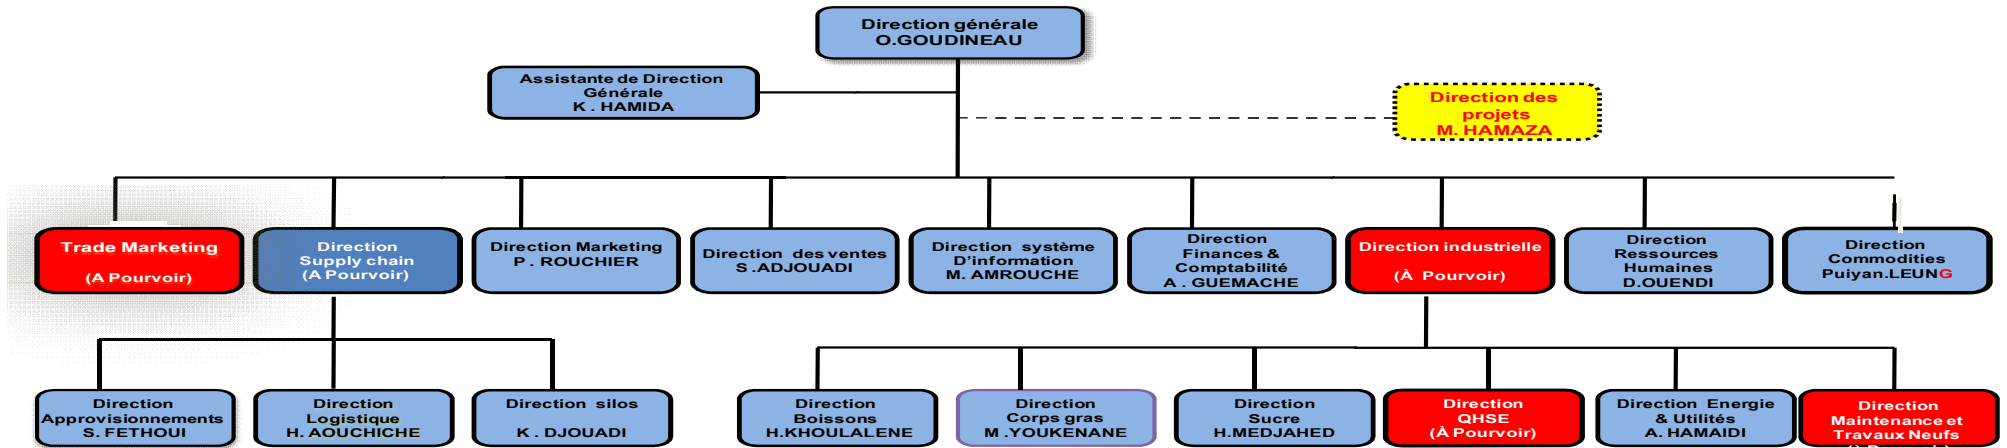 Direction générale
O.GOUDINEAU
Assistante de Direction
Générale
K . HAMIDA
Direction des
projets
M. HAMAZA
Trade Marketing
(A Pourvoir)
Direction
Supply chain
(A Pourvoir)
Direction Marketing
P . ROUCHIER
Direction des ventes
S .ADJOUADI
Direction système
D'information
M. AMROUCHE
Direction
Finances &
Comptabilité
A . GUEMACHE
Direction industrielle
(À Pourvoir)
Direction
Ressources
Humaines
D.OUENDI
Direction
Commodities
Puiyan.LEUNG
Direction
Approvisionnements
S. FETHOUI
Direction
Logistique
H. AOUCHICHE
Direction silos
K . DJOUADI
Direction
Boissons
H.KHOULALENE
Direction
Corps gras
M .YOUKENANE
Direction
Sucre
H.MEDJAHED
Direction
QHSE
(À Pourvoir)
Direction Energie
& Utilités
A. HAMAIDI
Direction
Maintenance et
Travaux Neufs